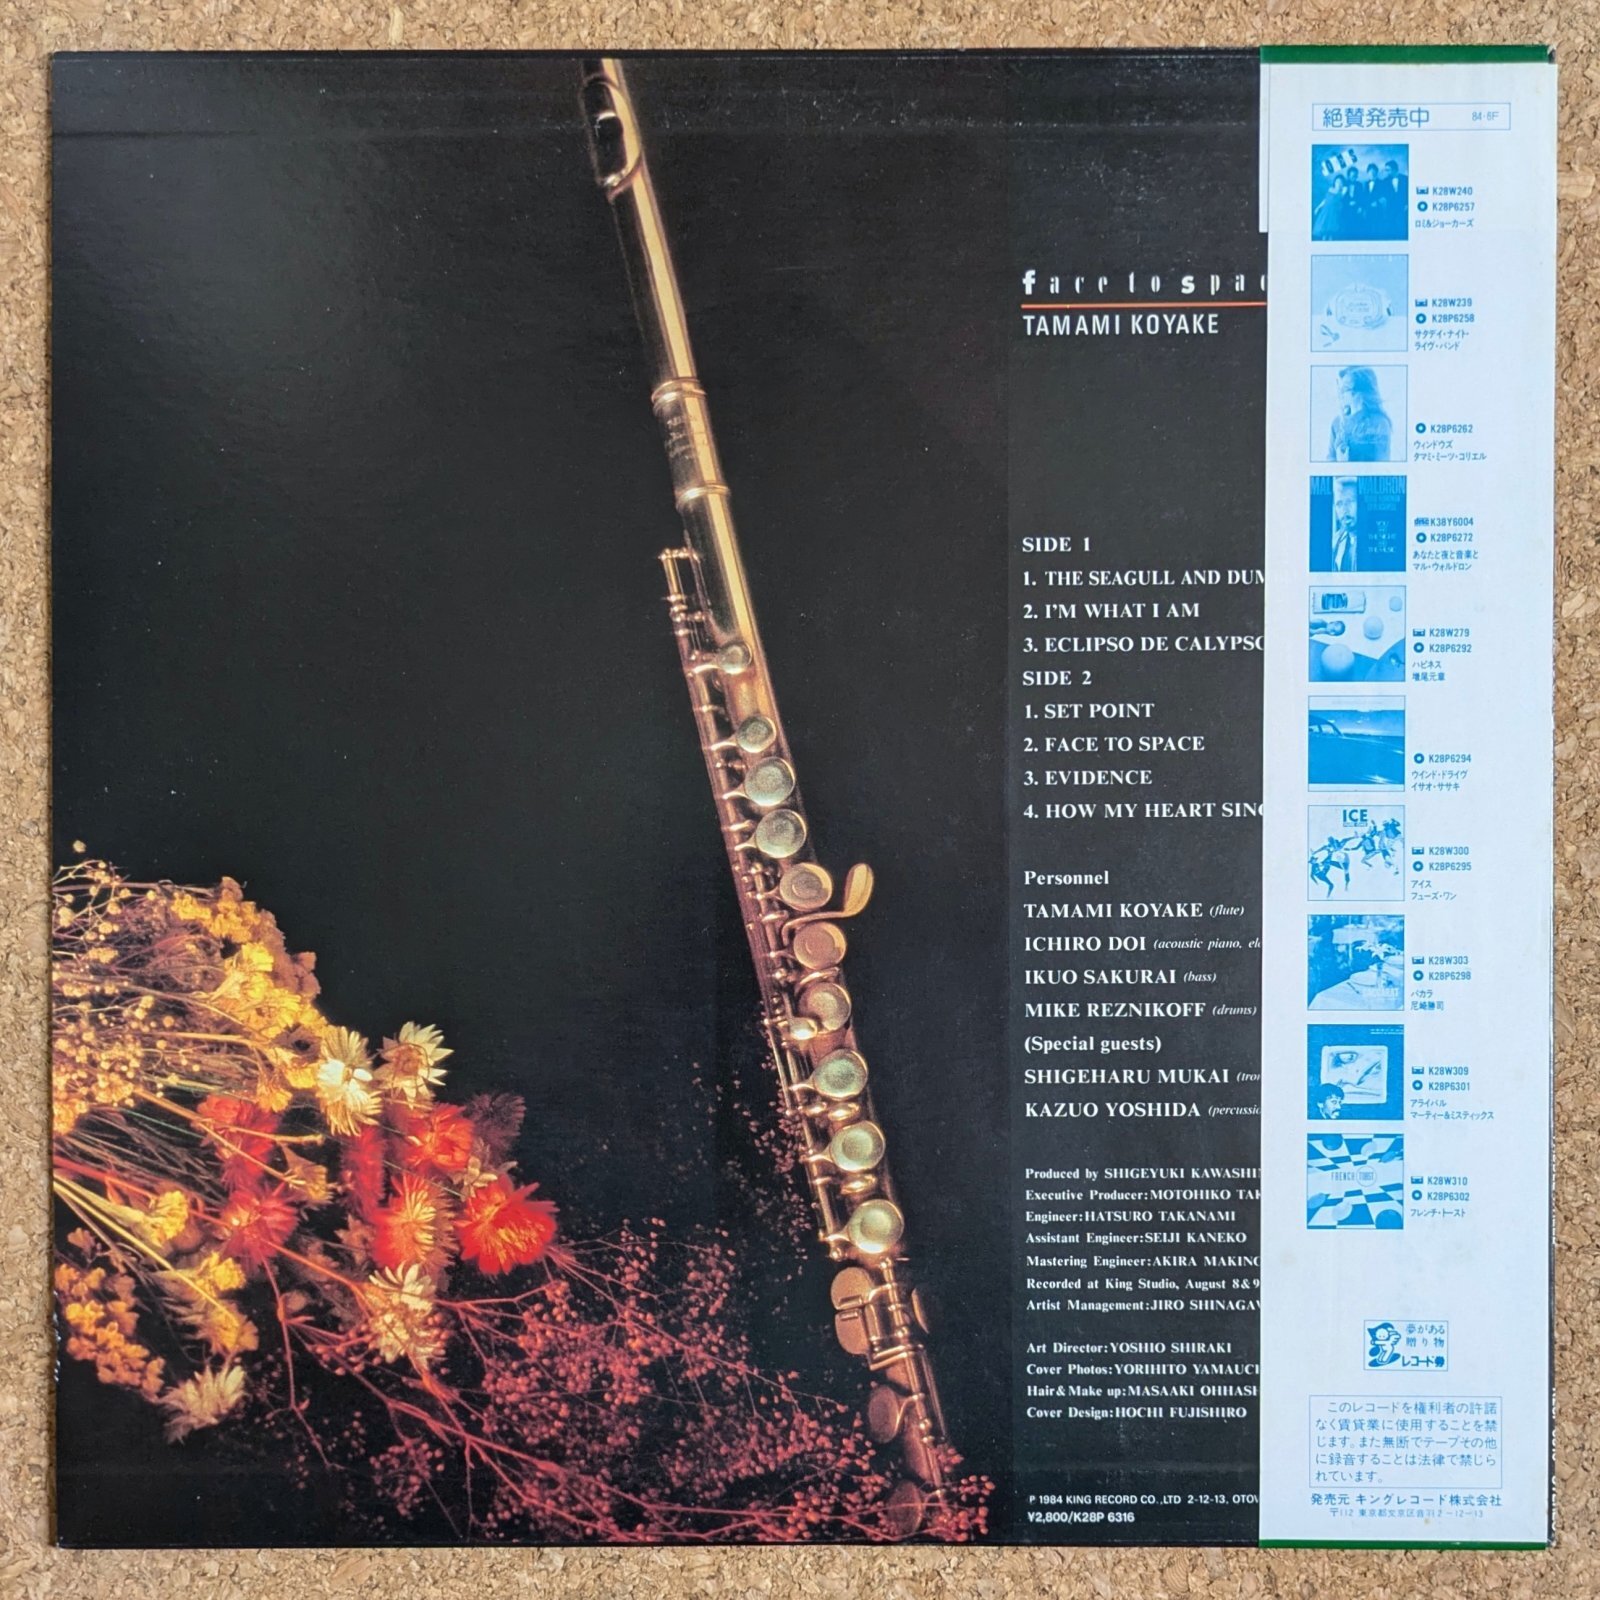 face to spac
TAMAMI KOYAKE
SIDE 1
1. THE SEAGULL AND DUM
2. I'M WHAT I AM
3. ECLIPSO DE CALYPSO
SIDE 2
1. SET POINT
2. FACE TO SPACE
3. EVIDENCE
4. HOW MY HEART SING
Personnel
TAMAMI KOYAKE (flute)
ICHIRO DOI (acoustic piano, ele
IKUO SAKURAI (bass)
MIKE REZNIKOFF (drums)
(Special guests)
SHIGEHARU MUKAI (tron
KAZUO YOSHIDA (percussio
Produced by SHIGEYUKI KAWASHI
Executive Producer:MOTOHIKO TAK
Engineer:HATSURO TAKANAMI
Assistant Engineer:SEIJI KANEKO
Mastering Engineer:AKIRA MAKINO
Recorded at King Studio, August 8&9
Artist Management:JIRO SHINAGAW
Art Director:YOSHIO SHIRAKI
Cover Photos:YORIHITO YAMAUCHI
Hair&Make up:MASAAKI OHHASH
Cover Design:HOCHI FUJISHIRO
℗ 1984 KING RECORD CO.,LTD 2-12-13, OTOW
¥2,800/K28P 6316
絶賛発売中 84·8F
K28W240
K28P6257
ロミ&ジョーカーズ
K28W239
K28P6258
サタデイ・ナイト・
ライヴ・バンド
K28P6262
ウィンドウズ
タマミ・ミーツ・コリエル
MAL WALDRON
K38Y6004
K28P6272
あなたと夜と音楽と
マル・ウォルドロン
K28W279
K28P6292
ハピネス
増尾元章
K28P6294
ウインド・ドライヴ
イサオ・ササキ
ICE
K28W300
K28P6295
アイス
フューズ・ワン
K28W303
K28P6298
バカラ
尼崎勝司
K28W309
K28P6301
アライバル
マーティー&ミスティックス
FRENCH TOAST
K28W310
K28P6302
フレンチ・トースト
夢がある
贈り物
レコード券
このレコードを権利者の許諾
なく賃貸業に使用することを禁
じます。また無断でテープその他
に録音することは法律で禁じら
れています。
発売元 キングレコード株式会社
〒112 東京都文京区音羽2-12-13